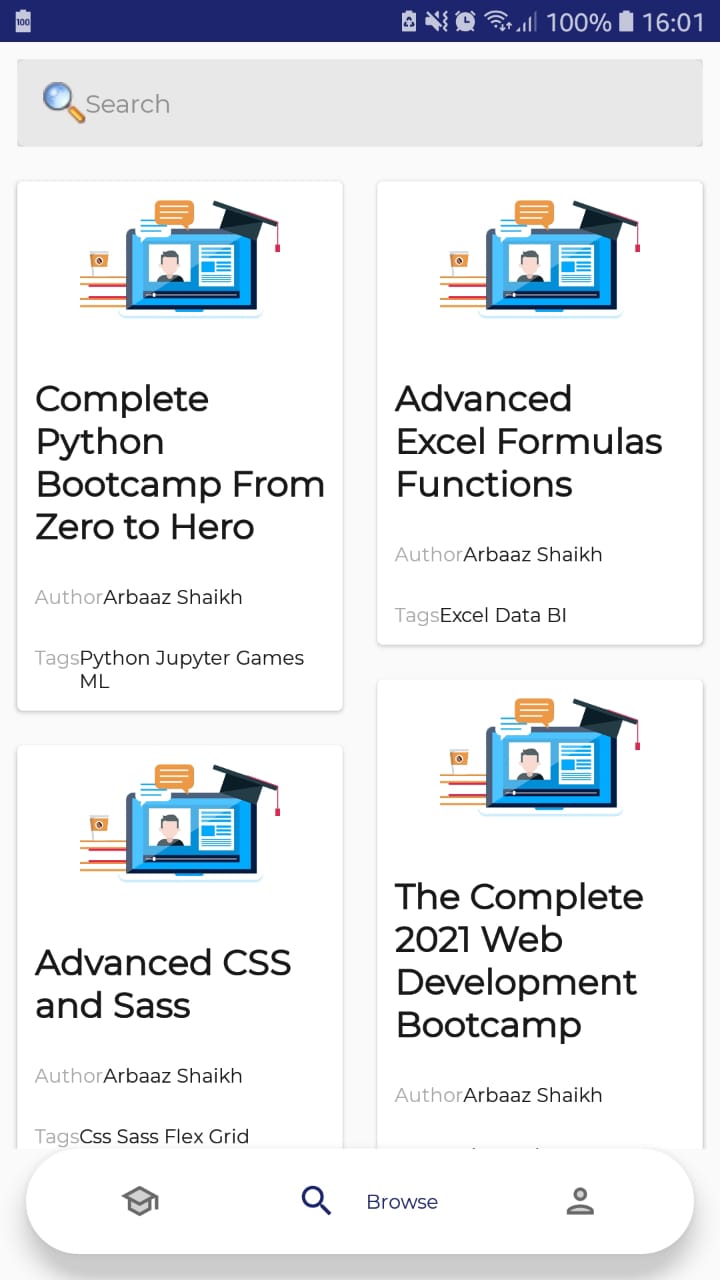 100
100% 16:01
Search
Complete
Python
Bootcamp From
Zero to Hero
AuthorArbaaz Shaikh
TagsPython Jupyter Games
ML
Advanced
Excel Formulas
Functions
AuthorArbaaz Shaikh
TagsExcel Data BI
Advanced CSS
and Sass
AuthorArbaaz Shaikh
TagsCss Sass Flex Grid
The Complete
2021 Web
Development
Bootcamp
AuthorArbaaz Shaikh
Browse